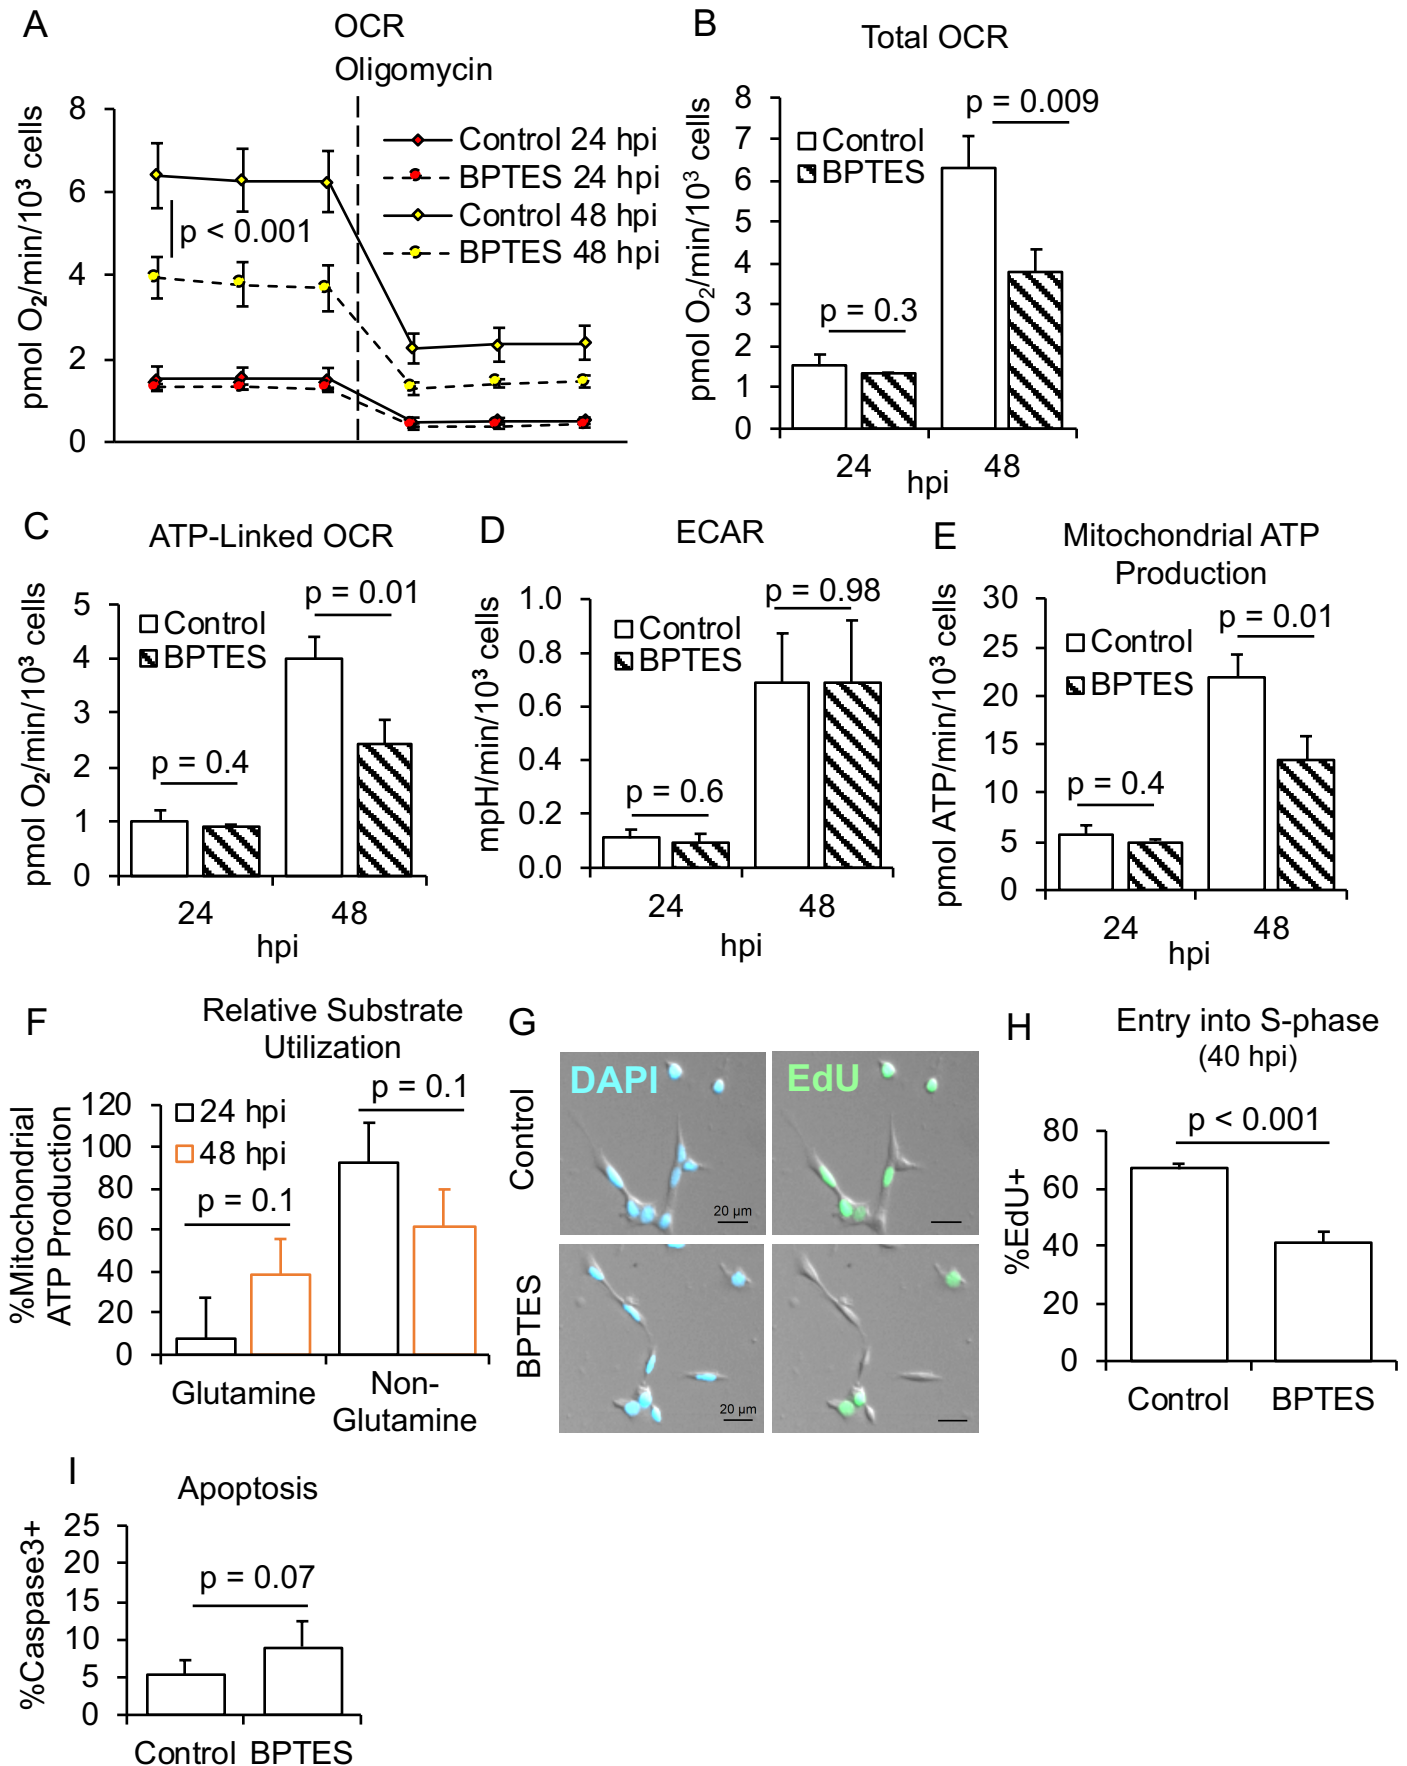 A
OCR
Oligomycin
pmol O₂/min/10³ cells
8
6
4
2
0
p < 0.001
Control 24 hpi
BPTES 24 hpi
Control 48 hpi
BPTES 48 hpi
B
Total OCR
pmol O₂/min/10³ cells
8
7
6
5
4
3
2
1
0
Control
BPTES
p = 0.009
p = 0.3
24
48
hpi
C
ATP-Linked OCR
pmol O₂/min/10³ cells
5
4
3
2
1
0
Control
BPTES
p = 0.01
p = 0.4
24
48
hpi
D
ECAR
mpH/min/10³ cells
1.0
0.8
0.6
0.4
0.2
0.0
Control
BPTES
p = 0.98
p = 0.6
24
48
hpi
E
Mitochondrial ATP
Production
pmol ATP/min/10³ cells
30
25
20
15
10
5
0
Control
BPTES
p = 0.01
p = 0.4
24
48
hpi
F
Relative Substrate
Utilization
%Mitochondrial
ATP Production
120
100
80
60
40
20
0
24 hpi
48 hpi
p = 0.1
p = 0.1
Glutamine
Non-
Glutamine
G
Control
DAPI
EdU
20 µm
BPTES
20 µm
H
Entry into S-phase
(40 hpi)
%EdU+
80
60
40
20
0
p < 0.001
Control
BPTES
I
Apoptosis
%Caspase3+
25
20
15
10
5
0
p = 0.07
Control
BPTES